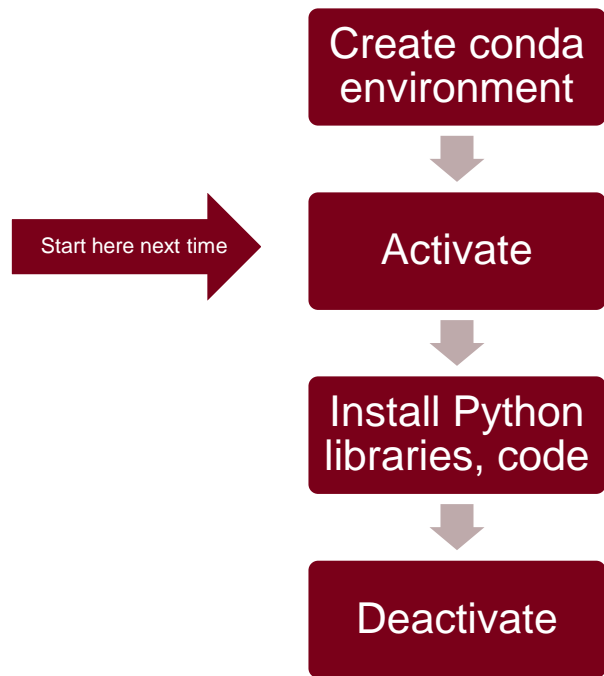 Create conda
environment
Start here next time
Activate
Install Python
libraries, code
Deactivate